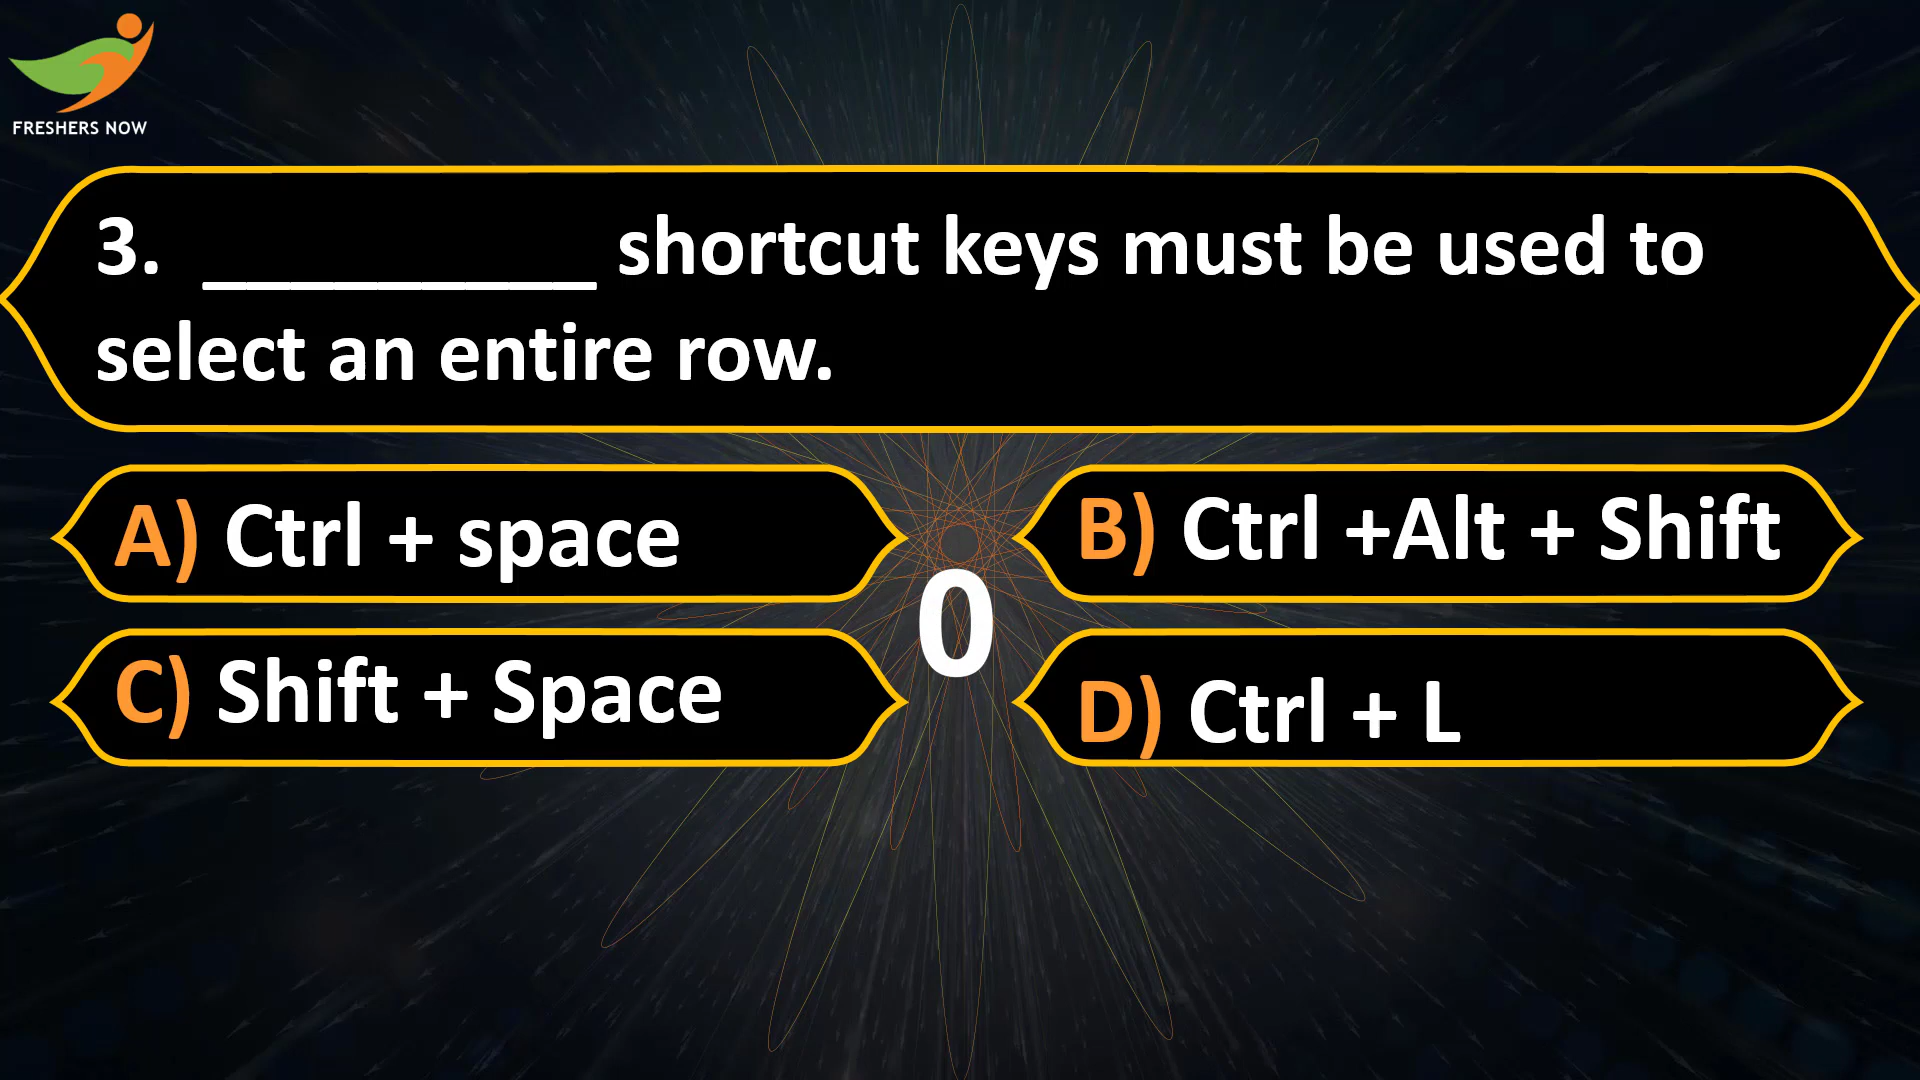 FRESHERS NOW
3. __________ shortcut keys must be used to
select an entire row.
A) Ctrl + space
B) Ctrl +Alt + Shift
0
C) Shift + Space
D) Ctrl + L